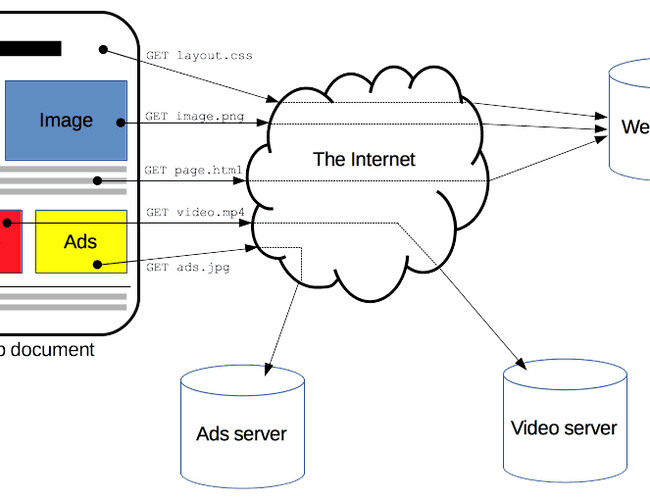 GET layout.css
Image
GET image.png
The Internet
We
GET page.html
GET video.mp4
Ads
GET ads.jpg
document
Ads server
Video server